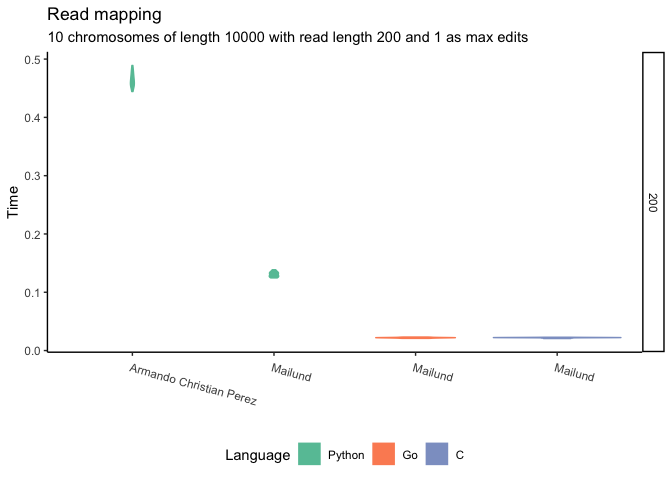 Read mapping
10 chromosomes of length 10000 with read length 200 and 1 as max edits
0.5
0.4
0.3
0.2
0.1
0.0
Time
200
Armando Christian Perez
Mailund
Mailund
Mailund
Language Python Go C